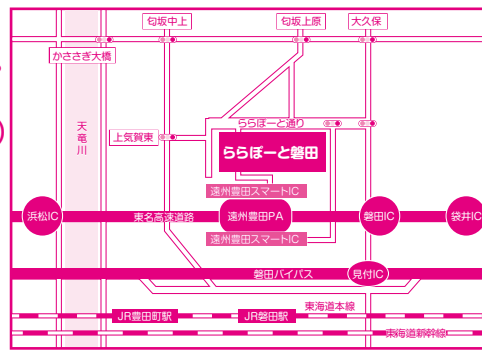 匂坂中上
匂坂上原
大久保
かささぎ大橋
天竜川
ららぽーと通り
上気賀東
ららぽーと磐田
遠州豊田スマートIC
浜松IC
東名高速道路
遠州豊田PA
磐田IC
袋井IC
遠州豊田スマートIC
磐田バイパス
見付IC
東海道本線
JR豊田町駅
JR磐田駅
東海道新幹線